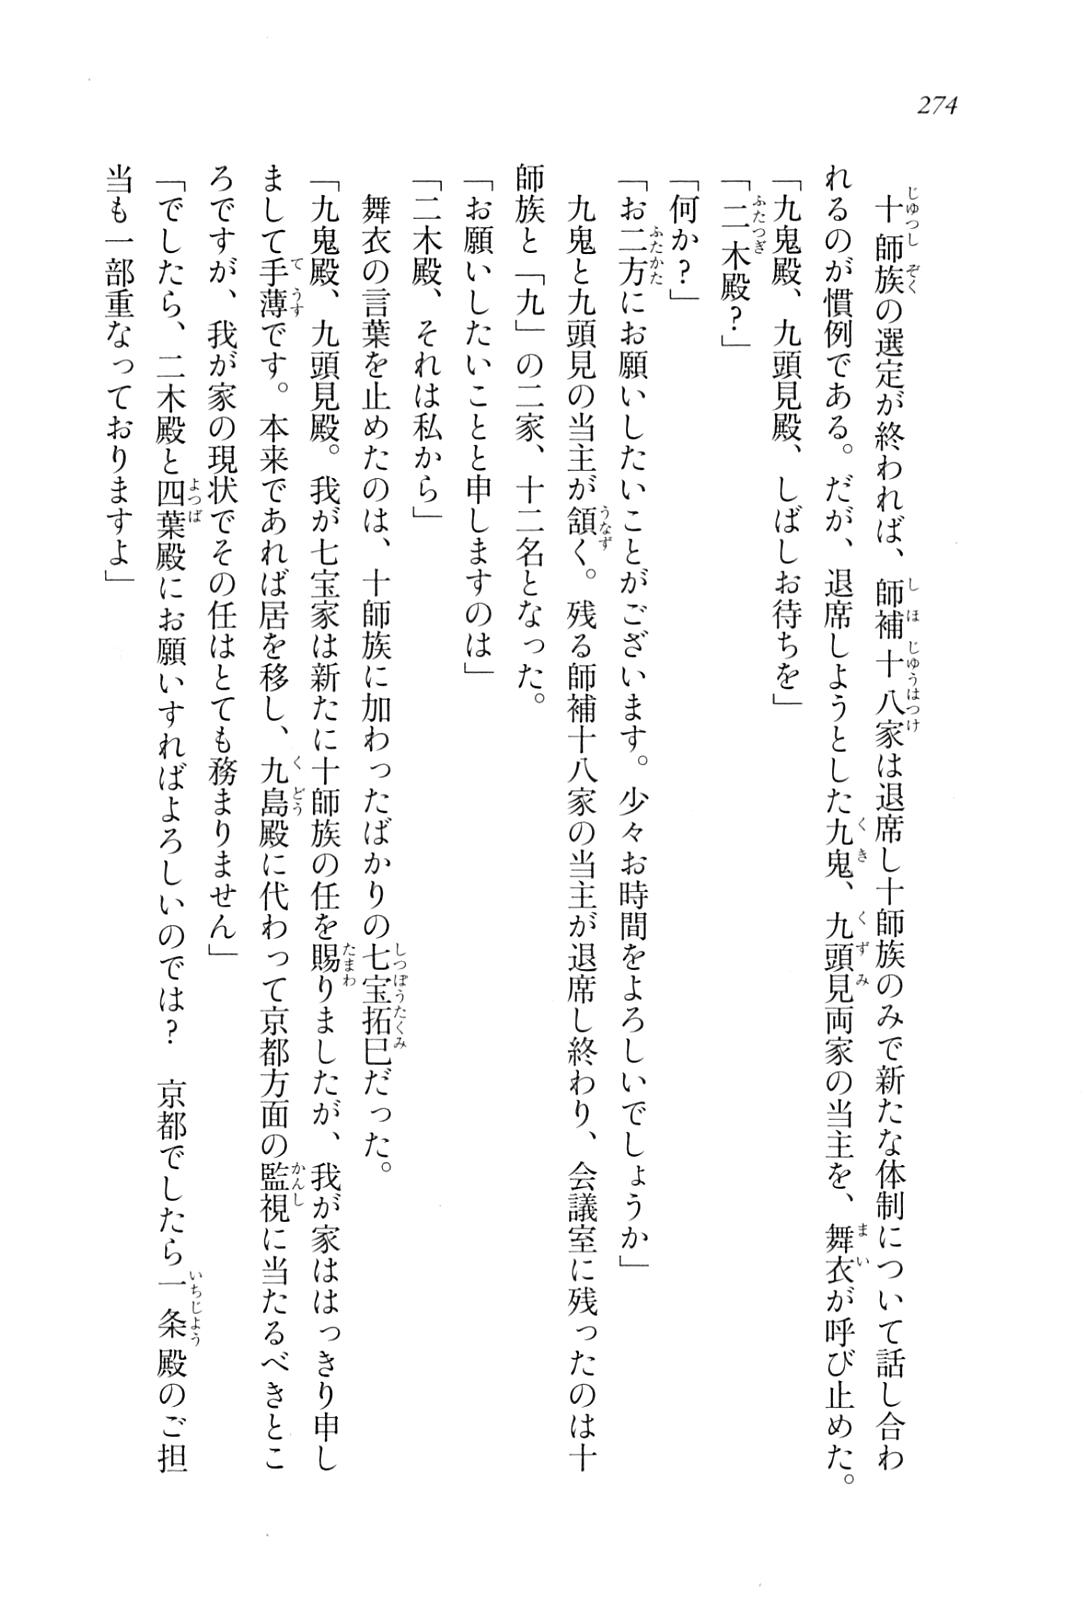 274
十師族の選定が終われば、師補十八家は退席し十師族のみで新たな体制について話し合わ
れるのが慣例である。だが、退席しようとした九鬼、九頭見両家の当主を、舞衣が呼び止めた。
「九鬼殿、九頭見殿、しばしお待ちを」
「二木殿？」
「何か？」
「お二方にお願いしたいことがございます。少々お時間をよろしいでしょうか」
九鬼と九頭見の当主が頷く。残る師補十八家の当主が退席し終わり、会議室に残ったのは十
師族と「九」の二家、十二名となった。
「お願いしたいことと申しますのは」
「二木殿、それは私から」
舞衣の言葉を止めたのは、十師族に加わったばかりの七宝拓巳だった。
「九鬼殿、九頭見殿。我が七宝家は新たに十師族の任を賜りましたが、我が家ははっきり申し
まして手薄です。本来であれば居を移し、九島殿に代わって京都方面の監視に当たるべきとこ
ろですが、我が家の現状でその任はとても務まりません」
「でしたら、二木殿と四葉殿にお願いすればよろしいのでは？　京都でしたら一条殿のご担
当も一部重なっておりますよ」